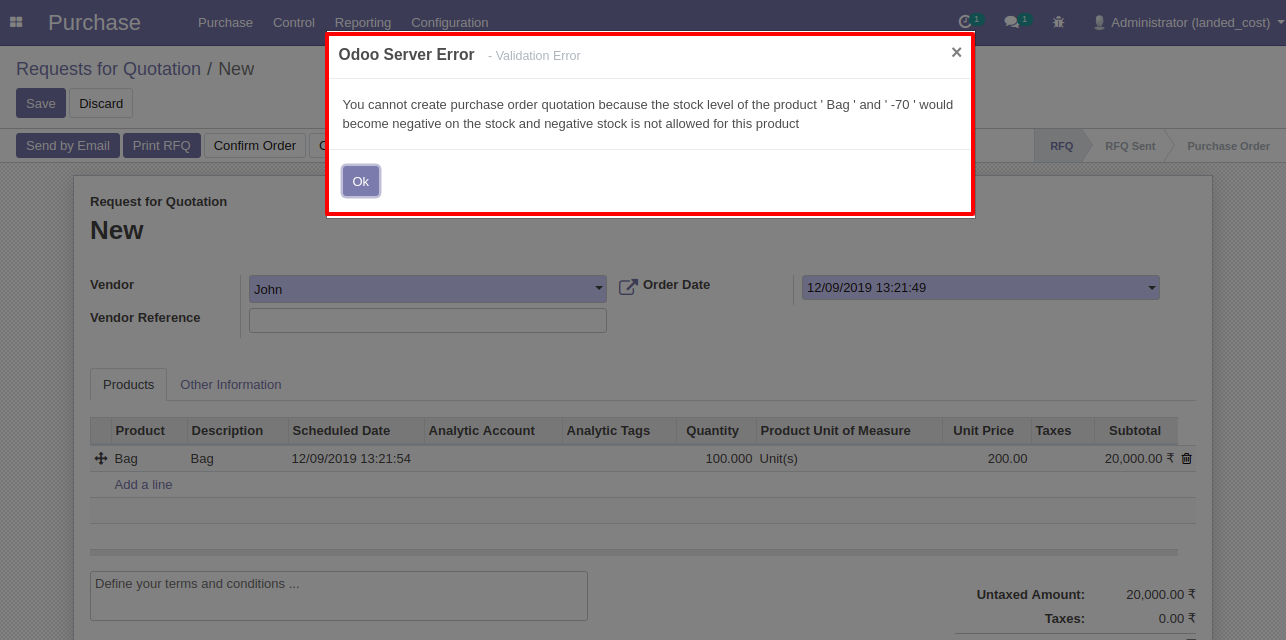 Purchase Purchase Control Reporting Configuration 1 1 Administrator (landed_cost)
Odoo Server Error - Validation Error ×
Requests for Quotation / New
Save Discard
You cannot create purchase order quotation because the stock level of the product ' Bag ' and ' -70 ' would
become negative on the stock and negative stock is not allowed for this product
Send by Email Print RFQ Confirm Order RFQ RFQ Sent Purchase Order
Ok
Request for Quotation
New
Vendor John Order Date 12/09/2019 13:21:49
Vendor Reference
Products Other Information
Product Description Scheduled Date Analytic Account Analytic Tags Quantity Product Unit of Measure Unit Price Taxes Subtotal
Bag Bag 12/09/2019 13:21:54 100.000 Unit(s) 200.00 20,000.00 ₹
Add a line
Define your terms and conditions ...
Untaxed Amount: 20,000.00 ₹
Taxes: 0.00 ₹